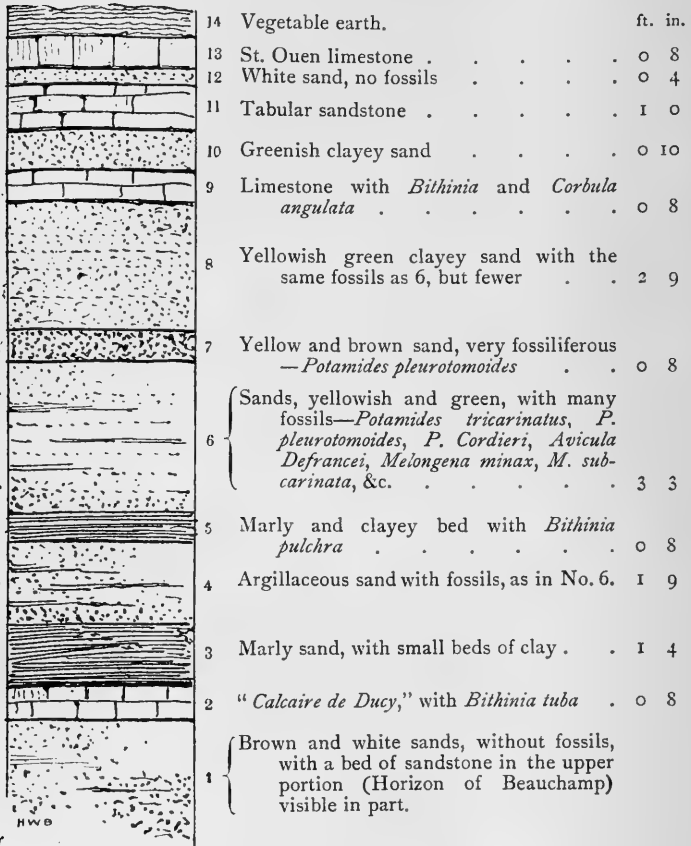 ft. in.
14 Vegetable earth.
13 St. Ouen limestone . . . . . 0 8
12 White sand, no fossils . . . . 0 4
11 Tabular sandstone . . . . . 1 0
10 Greenish clayey sand . . . . 0 10
9 Limestone with Bithinia and Corbula
angulata . . . . . . 0 8
8 Yellowish green clayey sand with the
same fossils as 6, but fewer . . 2 9
7 Yellow and brown sand, very fossiliferous
—Potamides pleurotomoides . . 0 8
6 Sands, yellowish and green, with many
fossils—Potamides tricarinatus, P.
pleurotomoides, P. Cordieri, Avicula
Defrancei, Melongena minax, M. sub-
carinata, &c. . . . . . 3 3
5 Marly and clayey bed with Bithinia
pulchra . . . . . . 0 8
4 Argillaceous sand with fossils, as in No. 6. 1 9
3 Marly sand, with small beds of clay . . 1 4
2 "Calcaire de Ducy," with Bithinia tuba . 0 8
1 Brown and white sands, without fossils,
with a bed of sandstone in the upper
portion (Horizon of Beauchamp)
visible in part.
HWB